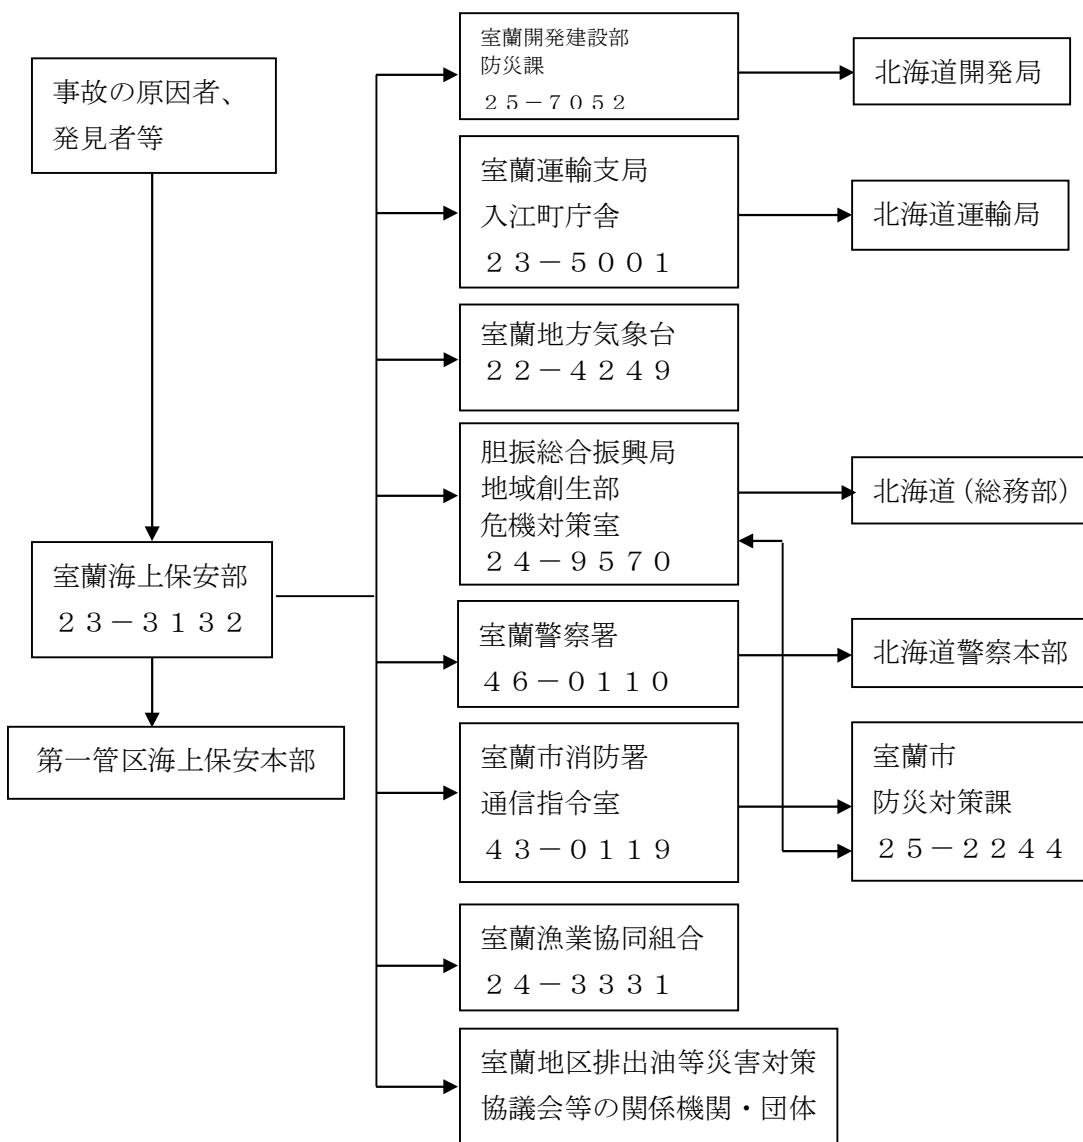 事故の原因者、
発見者等
室蘭海上保安部
２３－３１３２
第一管区海上保安本部
室蘭開発建設部
防災課
２５－７０５２
室蘭運輸支局
入江町庁舎
２３－５００１
室蘭地方気象台
２２－４２４９
胆振総合振興局
地域創生部
危機対策室
２４－９５７０
室蘭警察署
４６－０１１０
室蘭市消防署
通信指令室
４３－０１１９
室蘭漁業協同組合
２４－３３３１
室蘭地区排出油等災害対策
協議会等の関係機関・団体
北海道開発局
北海道運輸局
北海道（総務部）
北海道警察本部
室蘭市
防災対策課
２５－２２４４